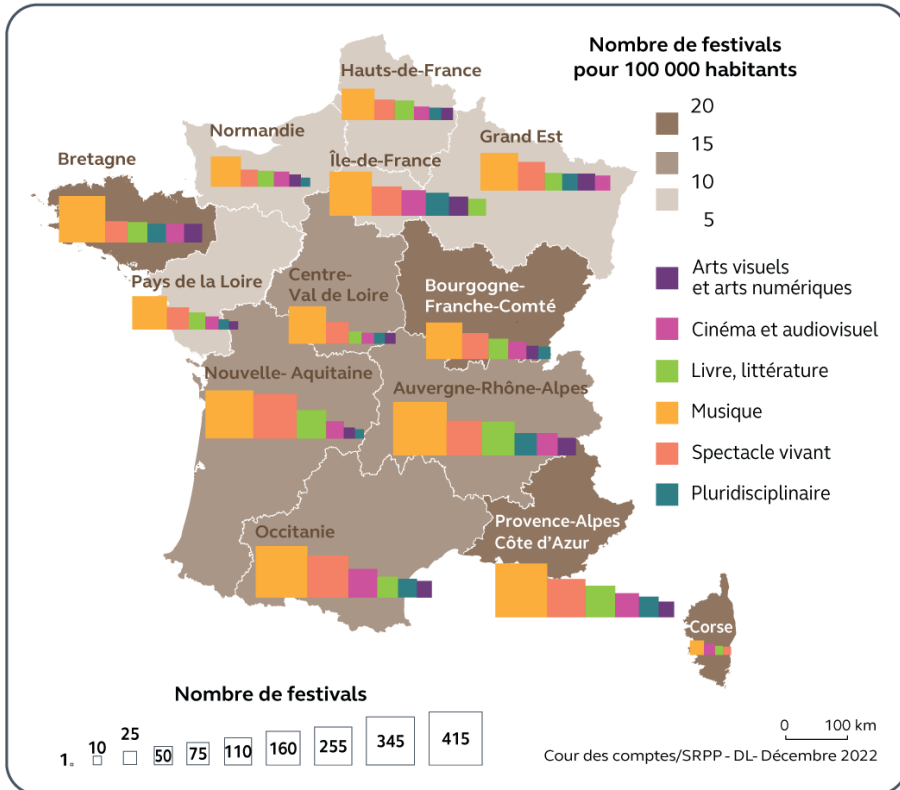 Nombre de festivals
pour 100 000 habitants
20
15
10
5
Arts visuels
et arts numériques
Cinéma et audiovisuel
Livre, littérature
Musique
Spectacle vivant
Pluridisciplinaire
Hauts-de-France
Normandie
Grand Est
Île-de-France
Bretagne
Pays de la Loire
Centre-
Val de Loire
Bourgogne-
Franche-Comté
Nouvelle- Aquitaine
Auvergne-Rhône-Alpes
Occitanie
Provence-Alpes
Côte d'Azur
Corse
Nombre de festivals
1 10 25 50 75 110 160 255 345 415
0 100 km
Cour des comptes/SRPP - DL- Décembre 2022